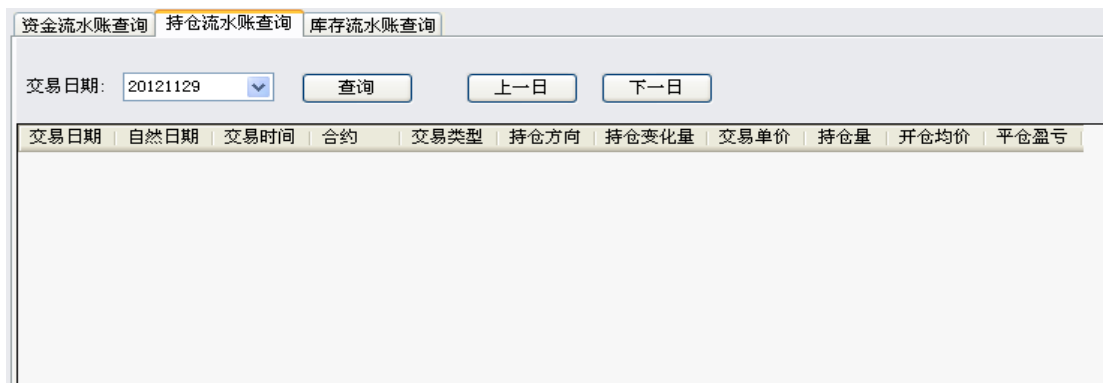 资金流水账查询 持仓流水账查询 库存流水账查询
交易日期: 20121129 查询 上一日 下一日
交易日期 自然日期 交易时间 合约 交易类型 持仓方向 持仓变化量 交易单价 持仓量 开仓均价 平仓盈亏